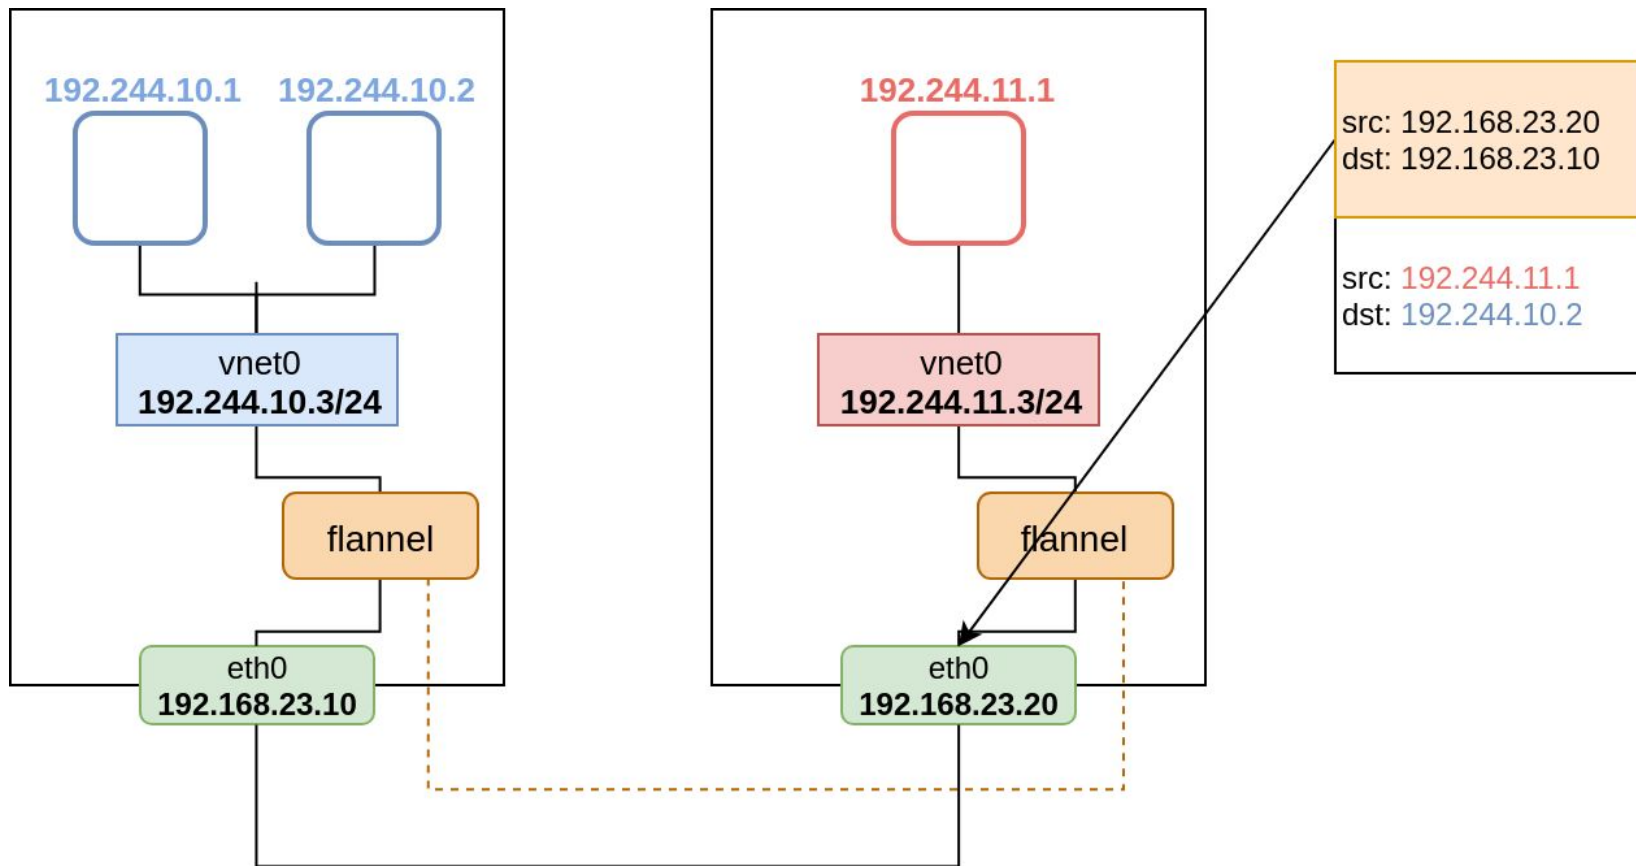 192.244.10.1
192.244.10.2
vnet0
192.244.10.3/24
flannel
eth0
192.168.23.10
192.244.11.1
vnet0
192.244.11.3/24
flannel
eth0
192.168.23.20
src: 192.168.23.20
dst: 192.168.23.10
src: 192.244.11.1
dst: 192.244.10.2